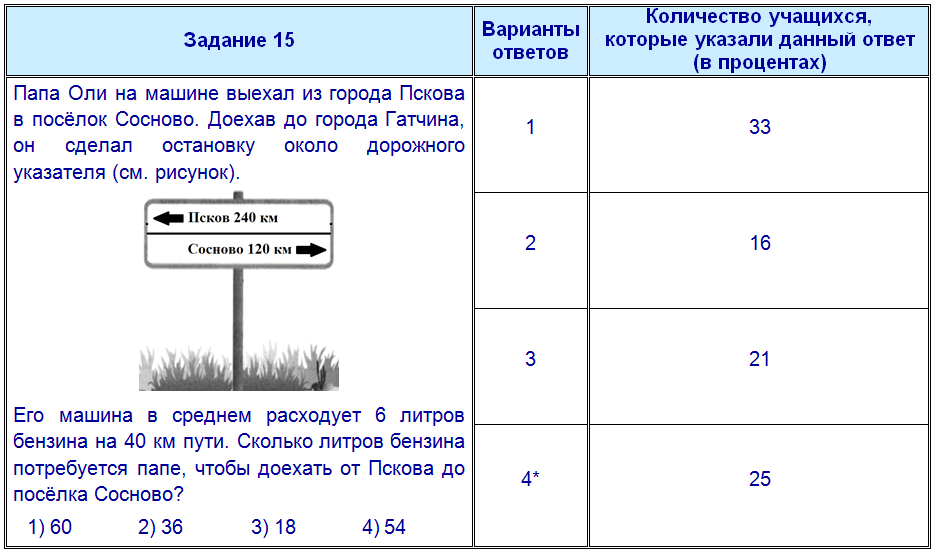 Задание 15
Варианты
ответов
Количество учащихся,
которые указали данный ответ
(в процентах)
Папа Оли на машине выехал из города Пскова
в посёлок Сосново. Доехав до города Гатчина,
он сделал остановку около дорожного
указателя (см. рисунок).
Псков 240 км
Сосново 120 км
Его машина в среднем расходует 6 литров
бензина на 40 км пути. Сколько литров бензина
потребуется папе, чтобы доехать от Пскова до
посёлка Сосново?
1) 60 2) 36 3) 18 4) 54
1 33
2 16
3 21
4* 25